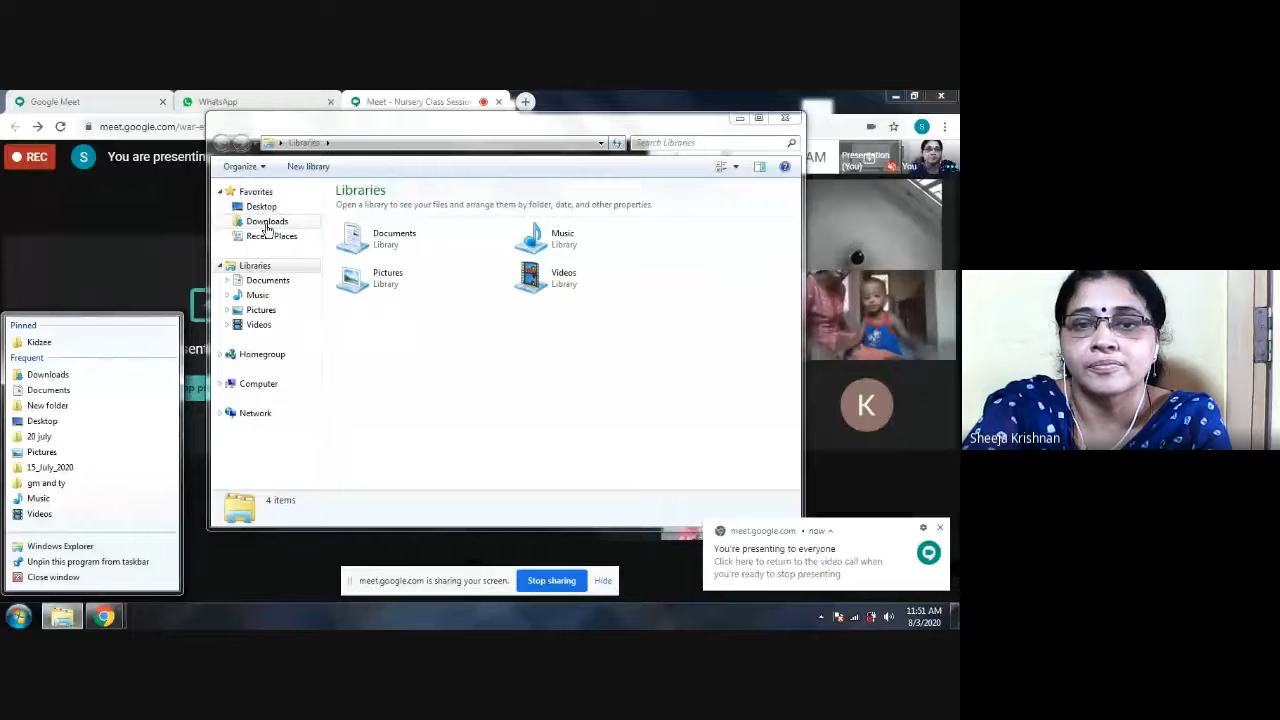 Google Meet
WhatsApp
Meet - Nursery Class Sessio
meet.google.com/war-e
REC
S
You are presentin
AM
Presentation
(You)
You
S
Libraries
Search Libraries
Organize
New library
Favorites
Desktop
Downloads
Recent Places
Libraries
Documents
Music
Pictures
Videos
Homegroup
Computer
Network
Libraries
Open a library to see your files and arrange them by folder, date, and other properties.
Documents
Library
Music
Library
Pictures
Library
Videos
Library
4 items
Pinned
Kidzee
Frequent
Downloads
Documents
New folder
Desktop
20 july
Pictures
15_July_2020
gm and ty
Music
Videos
Windows Explorer
Unpin this program from taskbar
Close window
K
Sheeja Krishnan
meet.google.com • now
You're presenting to everyone
Click here to return to the video call when
you're ready to stop presenting
meet.google.com is sharing your screen.
Stop sharing
Hide
11:51 AM
8/3/2020